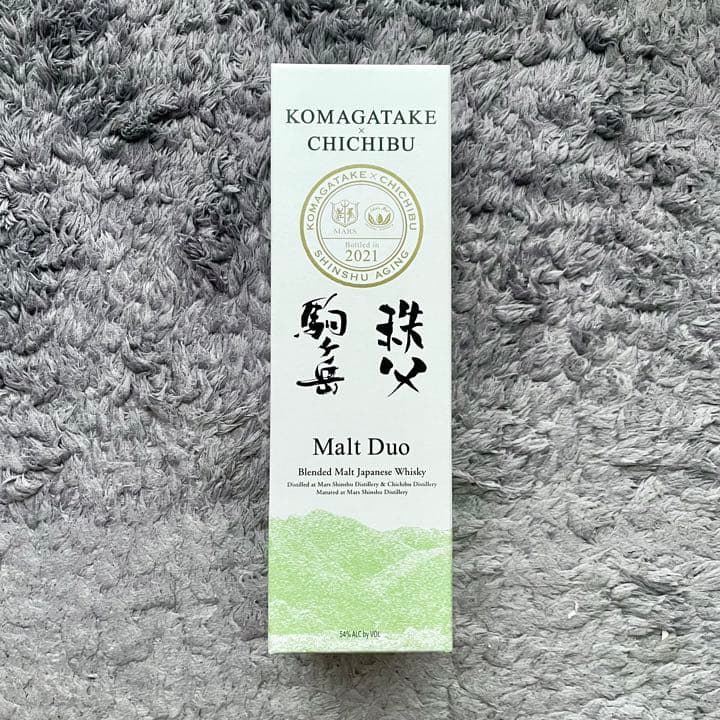 KOMAGATAKE
×
CHICHIBU
KOMAGATAKE×CHICHIBU
MARS
Bottled in
2021
SHINSHU AGING
駒ヶ岳
秩父
Malt Duo
Blended Malt Japanese Whisky
Distilled at Mars Shinshu Distillery & Chichibu Distillery
Matured at Mars Shinshu Distillery
54% ALC by VOL